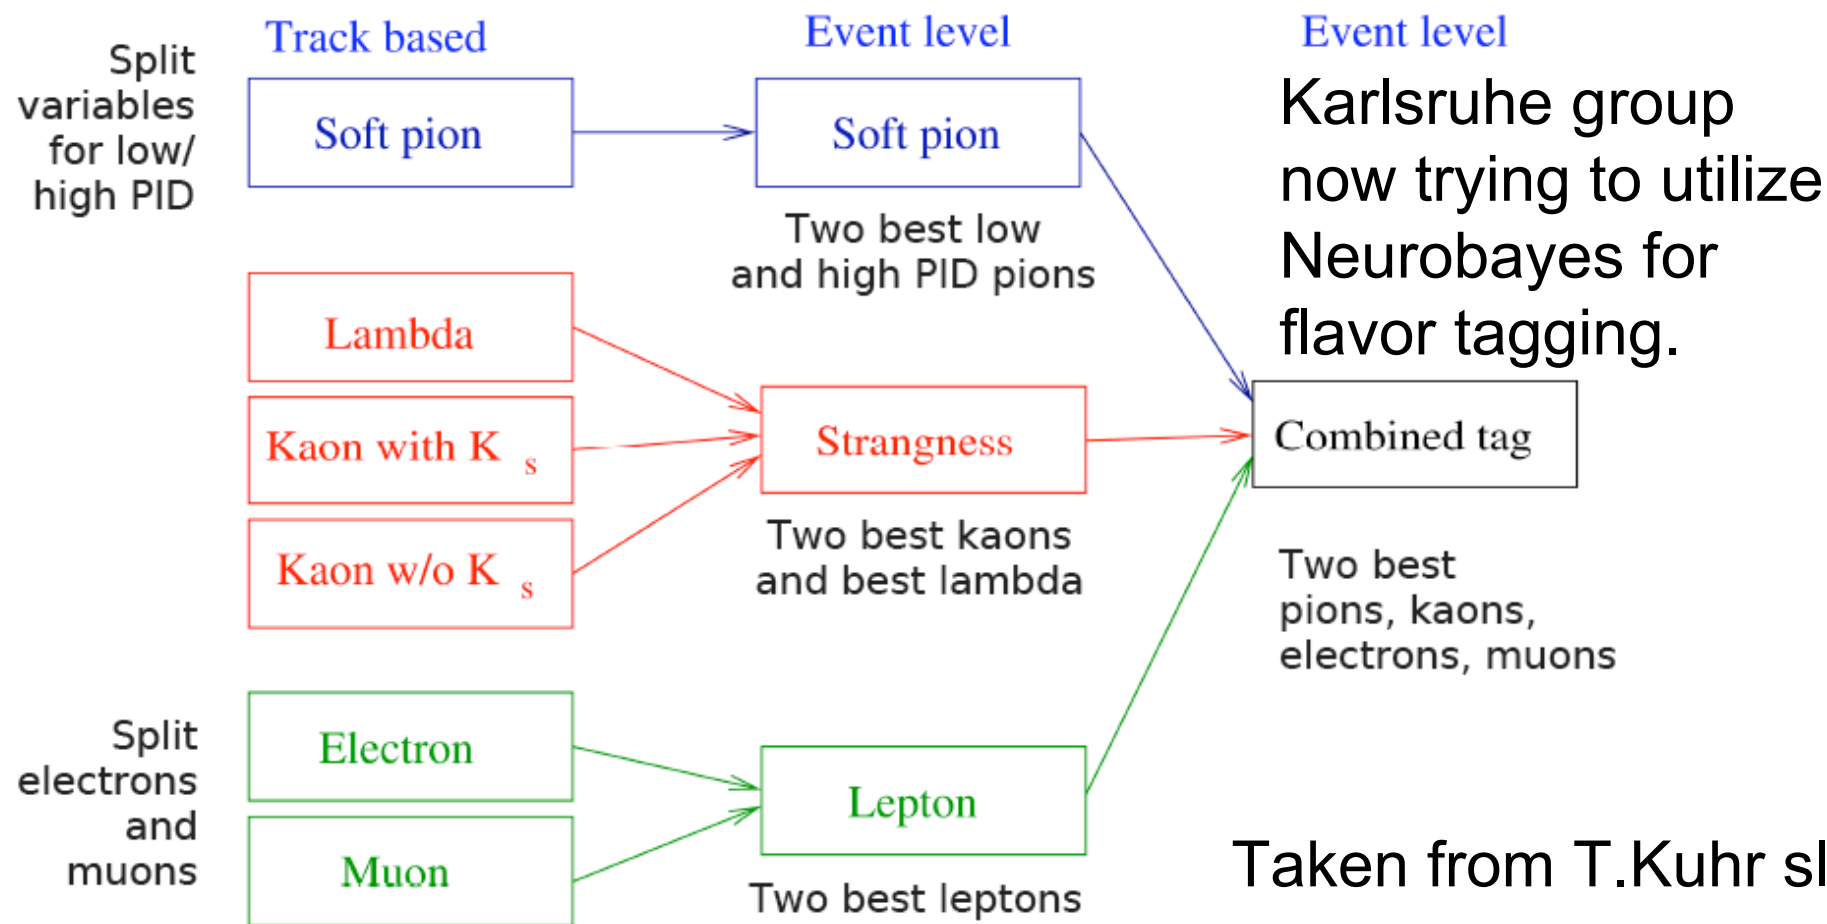 Track based
Event level
Event level
Split
variables
for low/
high PID
Soft pion
Soft pion
Two best low
and high PID pions
Karlsruhe group
now trying to utilize
Neurobayes for
flavor tagging.
Lambda
Kaon with K s
Kaon w/o K s
Strangness
Two best kaons
and best lambda
Combined tag
Two best
pions, kaons,
electrons, muons
Split
electrons
and
muons
Electron
Muon
Lepton
Two best leptons
Taken from T.Kuhr sl